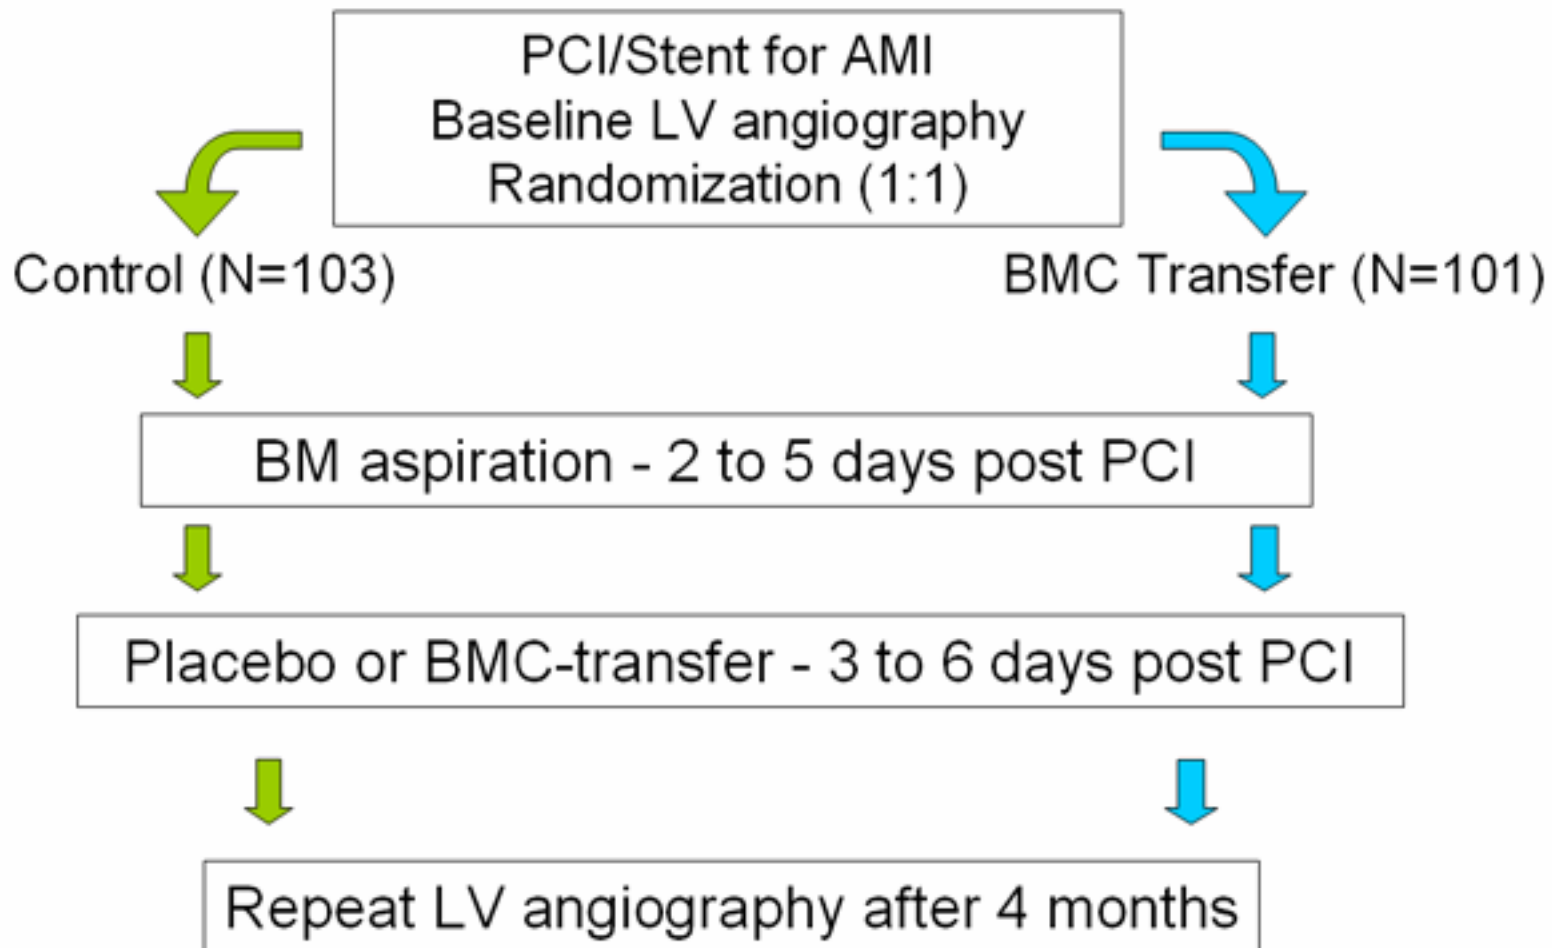 PCI/Stent for AMI
Baseline LV angiography
Randomization (1:1)
Control (N=103)
BMC Transfer (N=101)
BM aspiration - 2 to 5 days post PCI
Placebo or BMC-transfer - 3 to 6 days post PCI
Repeat LV angiography after 4 months